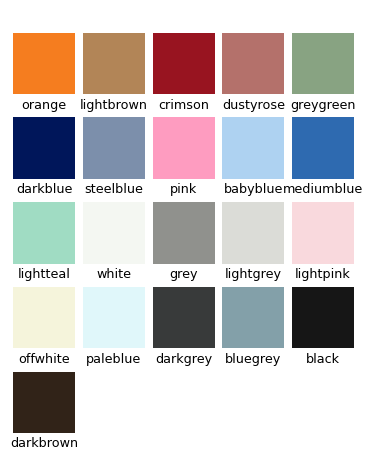 orange lightbrown crimson dustyrose greygreen
darkblue steelblue pink babyblue mediumblue
lightteal white grey lightgrey lightpink
offwhite paleblue darkgrey bluegrey black
darkbrown